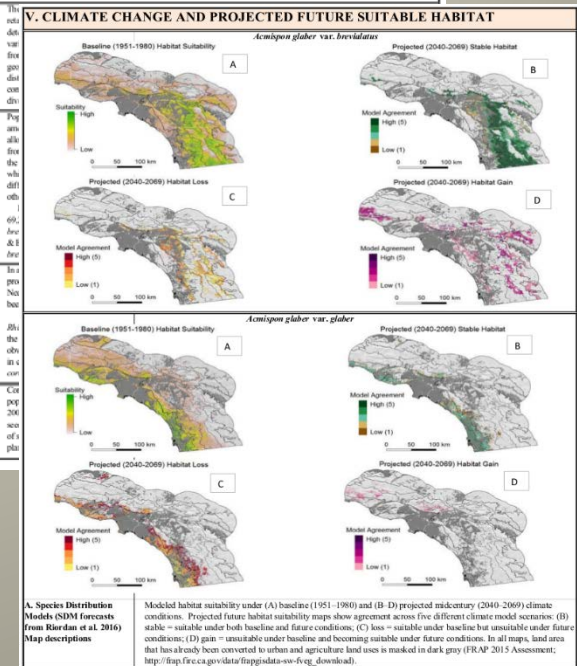 V. CLIMATE CHANGE AND PROJECTED FUTURE SUITABLE HABITAT
Acmispon glaber var. brevialatus
Baseline (1951-1980) Habitat Suitability
A
Suitability
High
Low
0 50 100 km
Projected (2040-2069) Stable Habitat
B
Model Agreement
High (5)
Low (1)
0 50 100 km
Projected (2040-2069) Habitat Loss
C
Model Agreement
High (5)
Low (1)
0 50 100 km
Projected (2040-2069) Habitat Gain
D
Model Agreement
High (5)
Low (1)
0 50 100 km
Acmispon glaber var. glaber
Baseline (1951-1980) Habitat Suitability
A
Suitability
High
Low
0 50 100 km
Projected (2040-2069) Stable Habitat
B
Model Agreement
High (5)
Low (1)
0 50 100 km
Projected (2040-2069) Habitat Loss
C
Model Agreement
High (5)
Low (1)
0 50 100 km
Projected (2040-2069) Habitat Gain
D
Model Agreement
High (5)
Low (1)
0 50 100 km
A. Species Distribution
Models (SDM forecasts
from Riordan et al. 2016)
Map descriptions
Modeled habitat suitability under (A) baseline (1951–1980) and (B–D) projected midcentury (2040–2069) climate
conditions. Projected future habitat suitability maps show agreement across five different climate model scenarios: (B)
stable = suitable under both baseline and future conditions; (C) loss = suitable under baseline but unsuitable under future
conditions; (D) gain = unsuitable under baseline and becoming suitable under future conditions. In all maps, land area
that has already been converted to urban and agriculture land uses is masked in dark gray (FRAP 2015 Assessment;
http://frap.fire.ca.gov/data/frapgisdata-sw-fveg_download).